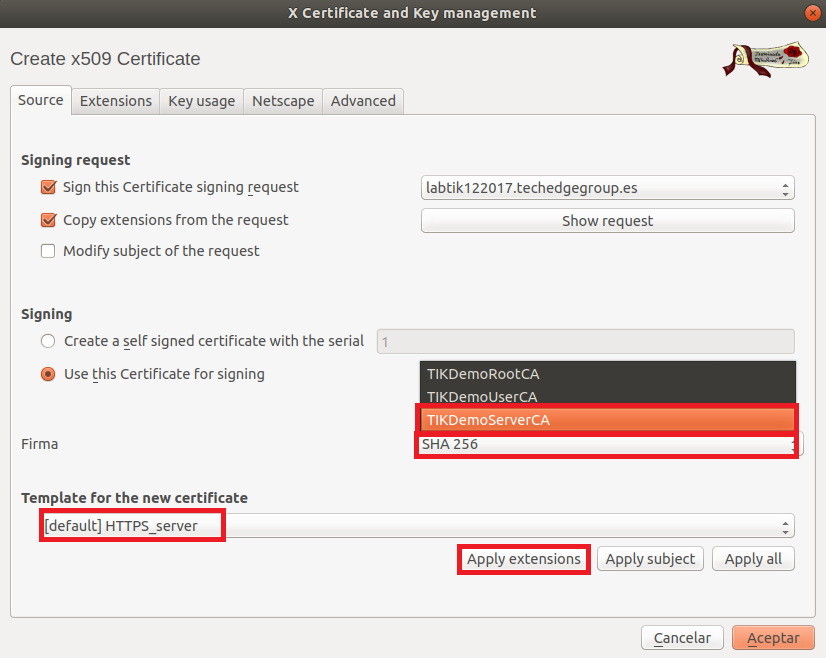 X Certificate and Key management
Create x509 Certificate
Source Extensions Key usage Netscape Advanced
Signing request
Sign this Certificate signing request labtik122017.techedgegroup.es
Copy extensions from the request Show request
Modify subject of the request
Signing
Create a self signed certificate with the serial 1
Use this Certificate for signing TIKDemoRootCA
TIKDemoUserCA
TIKDemoServerCA
Firma SHA 256
Template for the new certificate
[default] HTTPS_server
Apply extensions Apply subject Apply all
Cancelar Aceptar